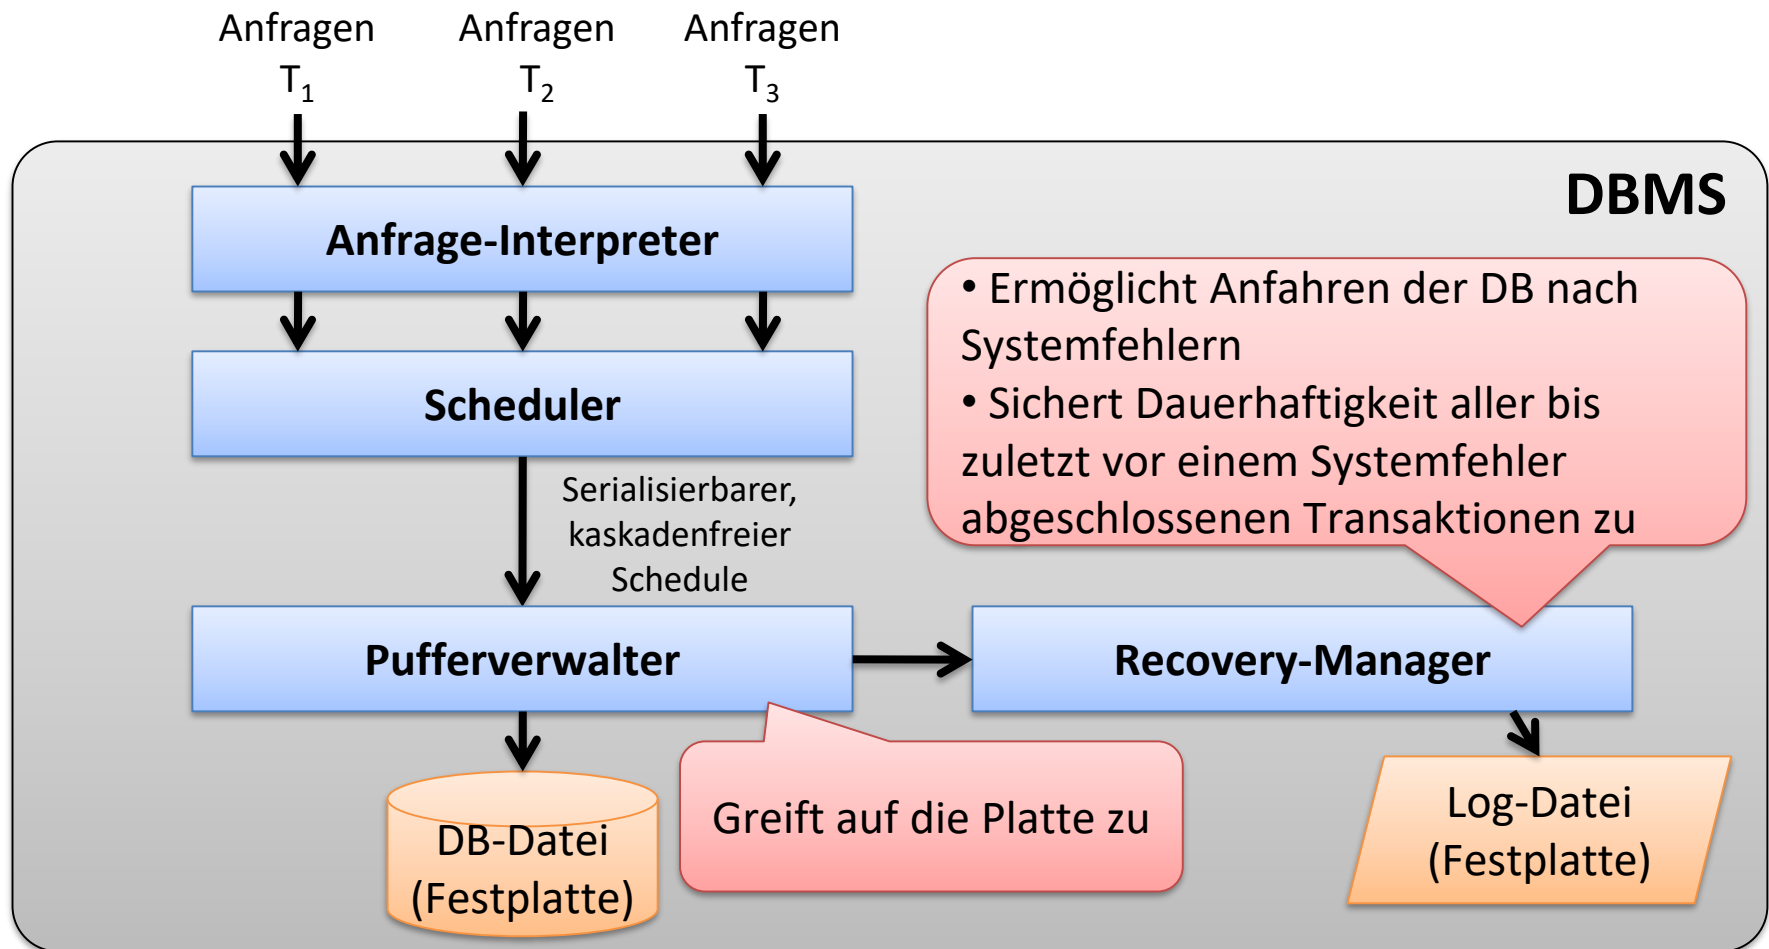 Anfragen Anfragen Anfragen
T1 T2 T3
DBMS
Anfrage-Interpreter
• Ermöglicht Anfahren der DB nach
Systemfehlern
• Sichert Dauerhaftigkeit aller bis
zuletzt vor einem Systemfehler
abgeschlossenen Transaktionen zu
Scheduler
Serialisierbarer,
kaskadenfreier
Schedule
Pufferverwalter
Recovery-Manager
Greift auf die Platte zu
DB-Datei
(Festplatte)
Log-Datei
(Festplatte)